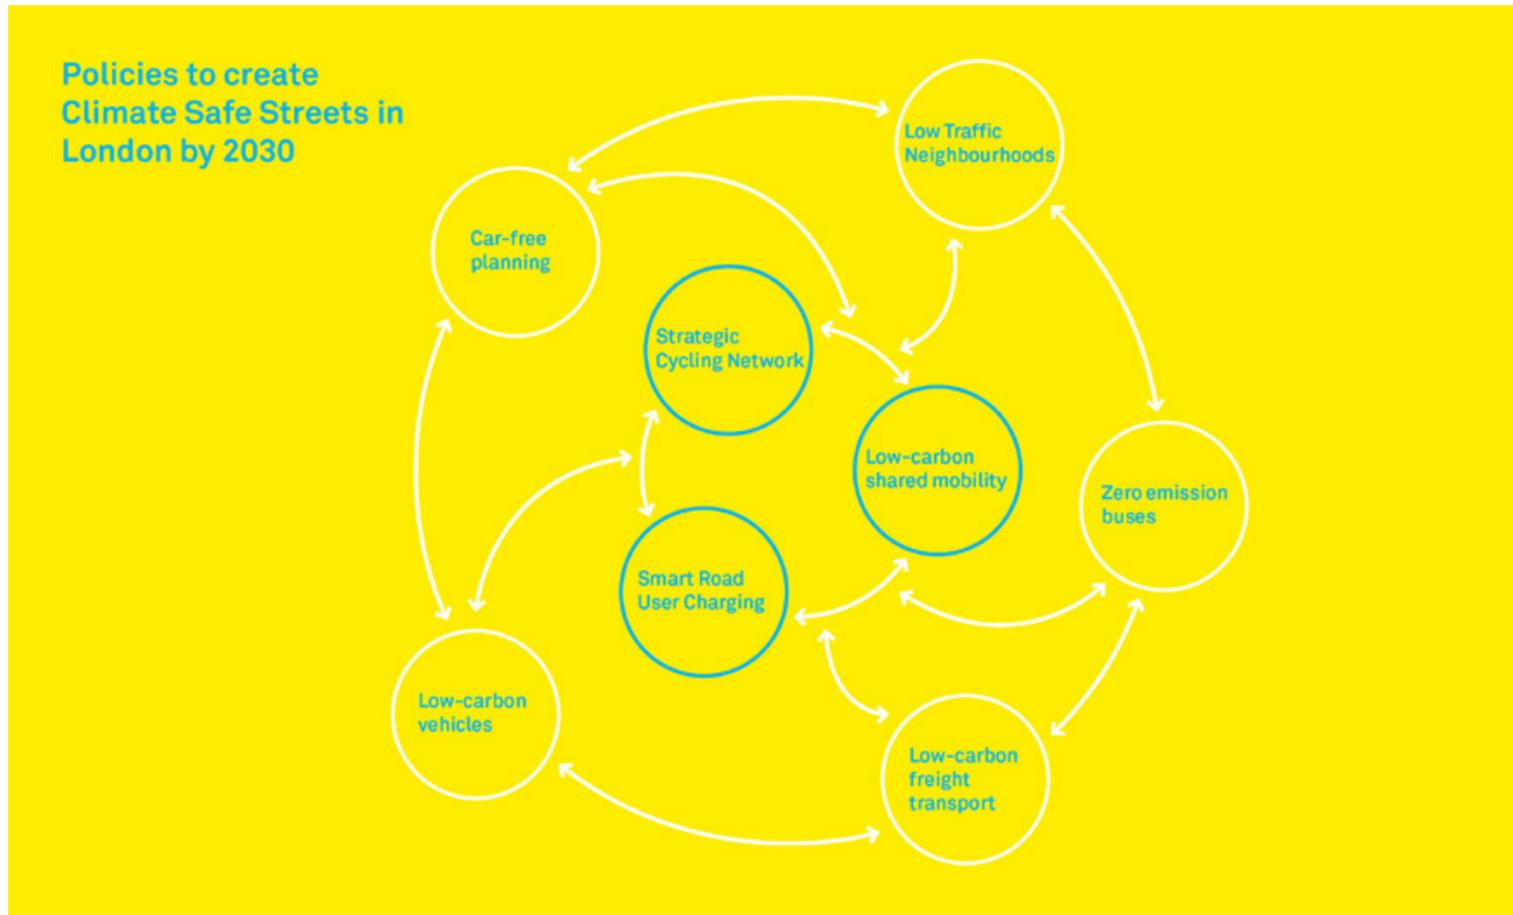 Policies to create
Climate Safe Streets in
London by 2030
Low Traffic
Neighbourhoods
Car-free
planning
Strategic
Cycling Network
Low-carbon
shared mobility
Zero emission
buses
Smart Road
User Charging
Low-carbon
vehicles
Low-carbon
freight
transport